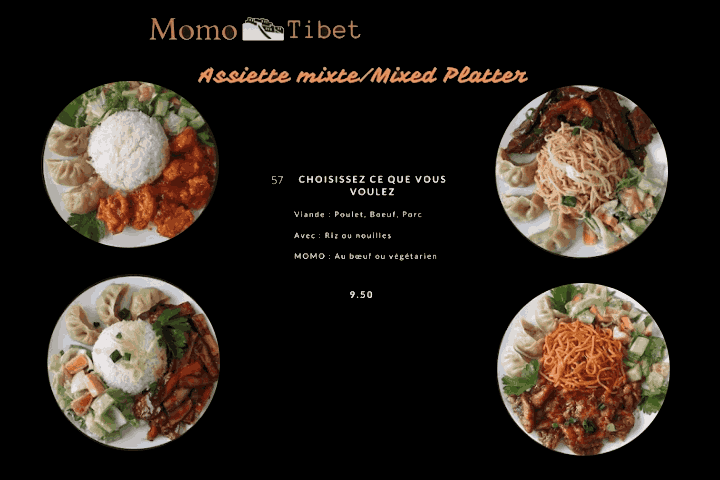 Momo Tibet
Assiette mixte/Mixed Platter
57 CHOISISSEZ CE QUE VOUS
VOULEZ
Viande : Poulet, Bœuf, Porc
Avec : Riz ou nouilles
MOMO : Au bœuf ou végétarien
9.50